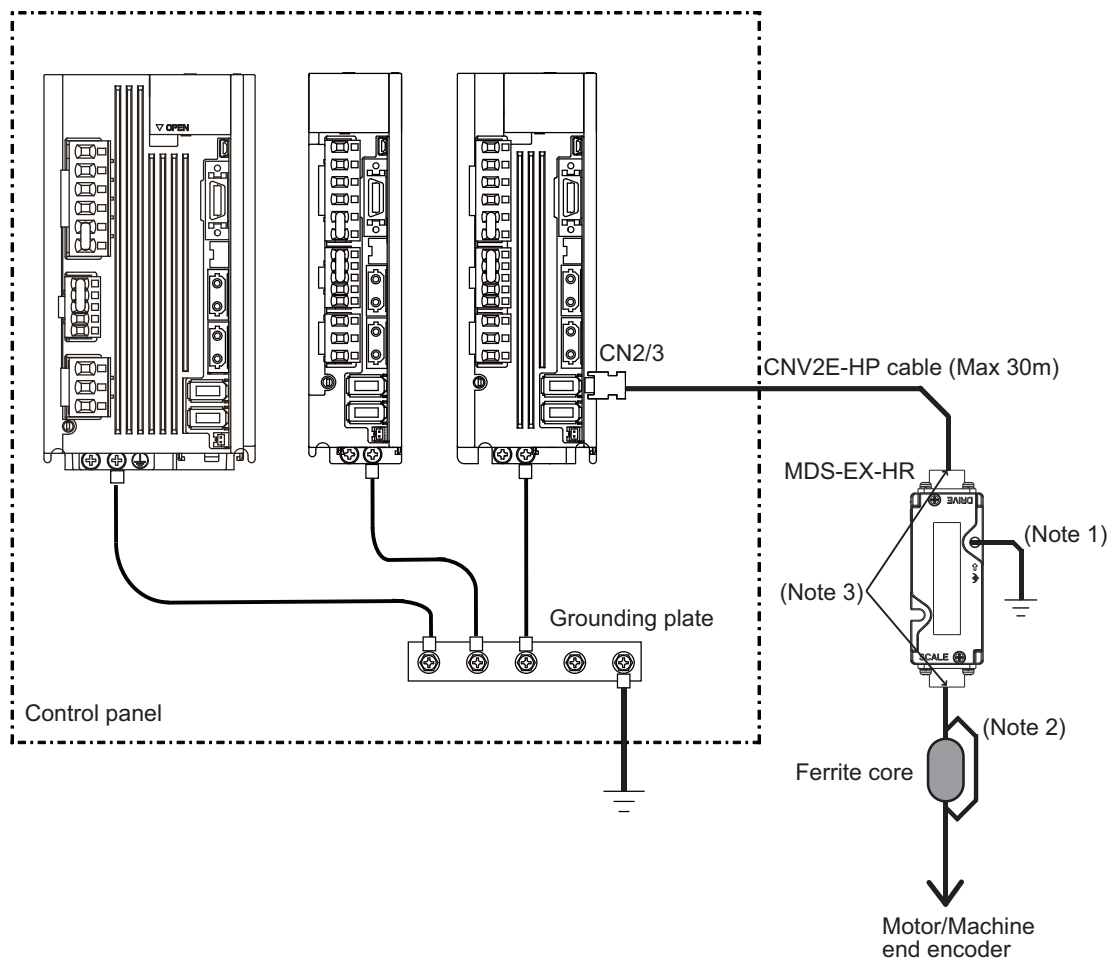 ▽ OPEN
CN2/3
CNV2E-HP cable (Max 30m)
MDS-EX-HR
DRIVE
(Note 1)
(Note 3)
Grounding plate
SCALE
Control panel
(Note 2)
Ferrite core
Motor/Machine
end encoder